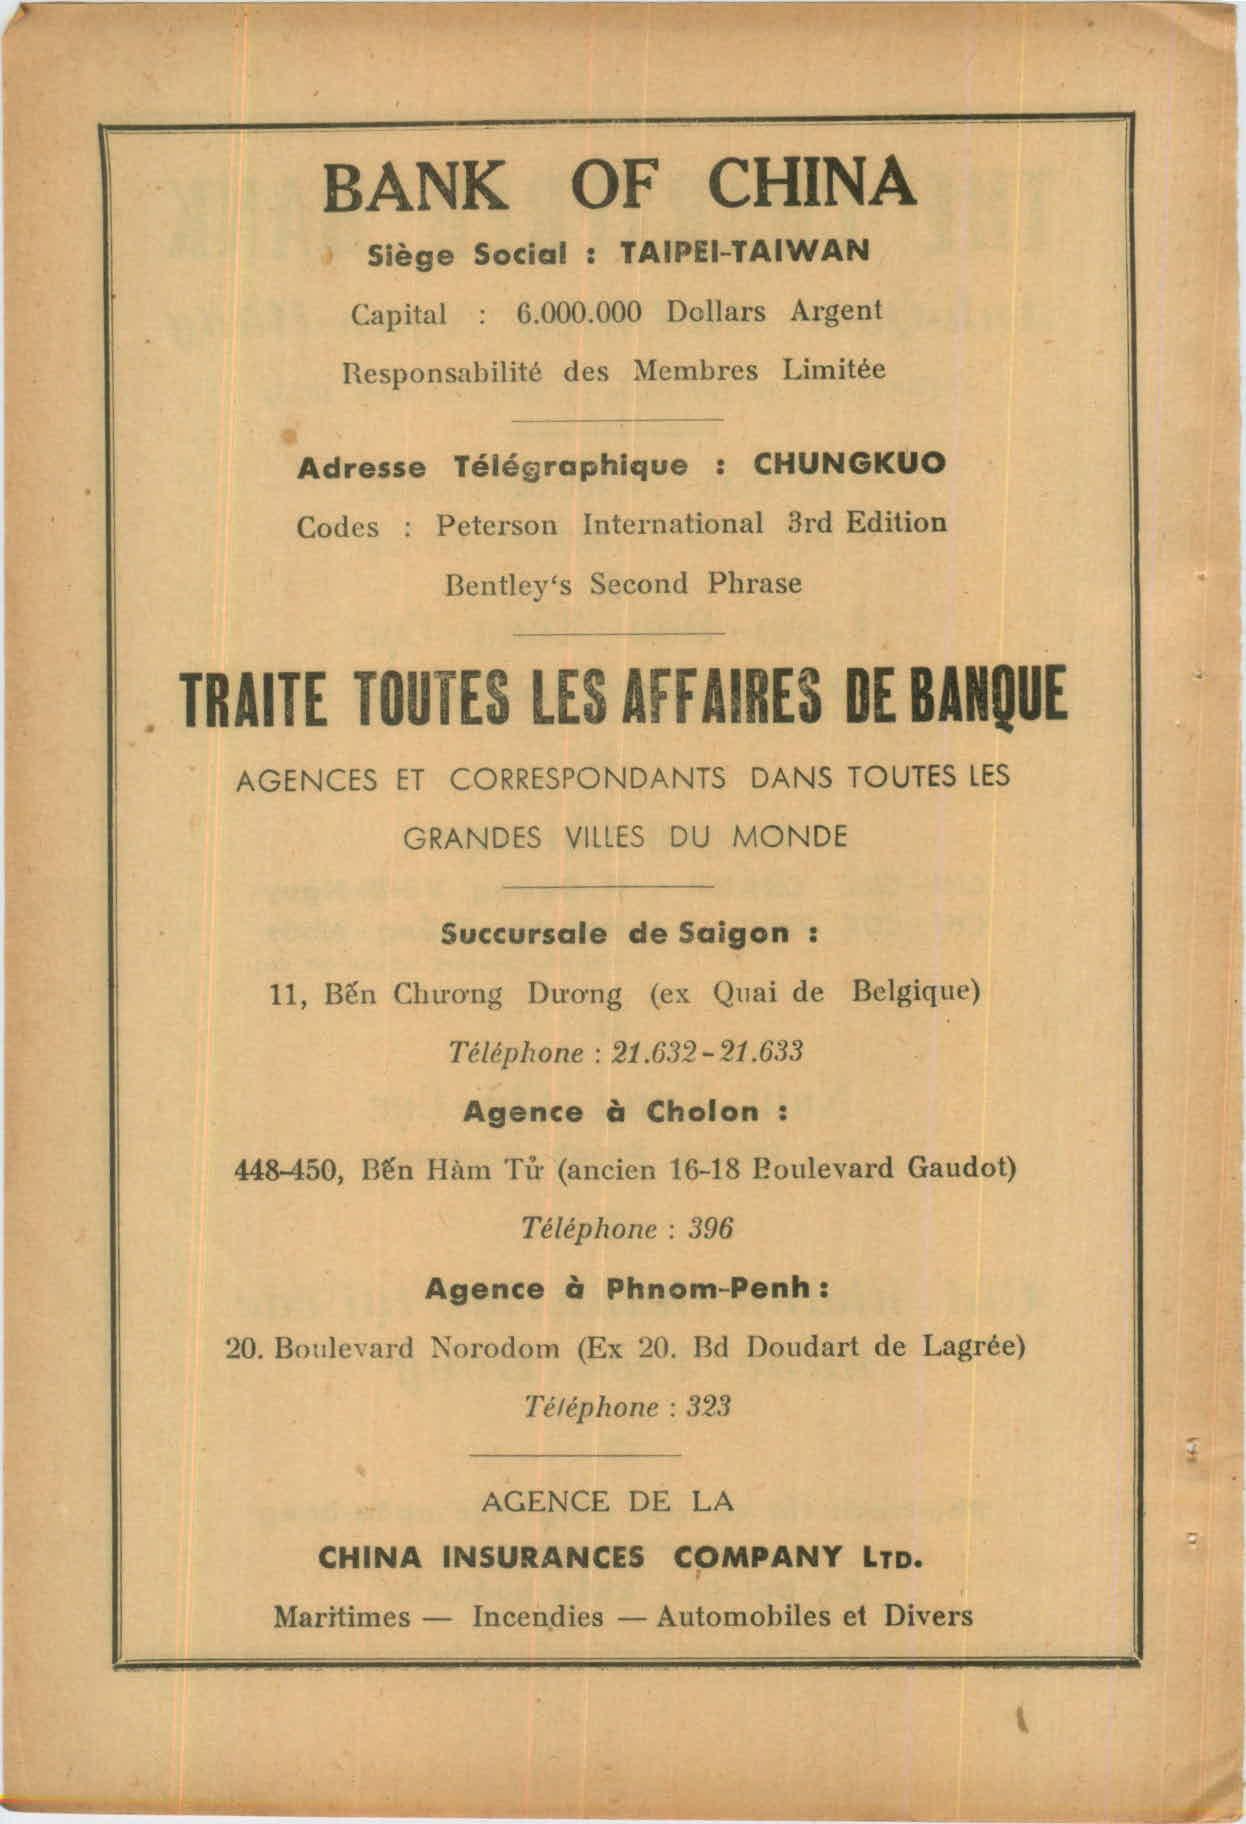 BANK OF CHINA
Siège Social : TAIPEI-TAIWAN
Capital : 6.000.000 Dollars Argent
Responsabilité des Membres Limitée
Adresse Télégraphique : CHUNGKUO
Codes : Peterson International 3rd Edition
Bentley‘s Second Phrase
TRAITE TOUTES LES AFFAIRES DE BANQUE
AGENCES ET CORRESPONDANTS DANS TOUTES LES
GRANDES VILLES DU MONDE
Succursale de Saigon :
11, Bến Chương Dương (ex Quai de Belgique)
Téléphone : 21.632 - 21.633
Agence à Cholon :
448-450, Bến Hàm Tử (ancien 16-18 Boulevard Gaudot)
Téléphone : 396
Agence à Phnom-Penh :
20. Boulevard Norodom (Ex 20. Bd Doudart de Lagrée)
Téléphone : 323
AGENCE DE LA
CHINA INSURANCES COMPANY LTD.
Maritimes — Incendies — Automobiles et Divers